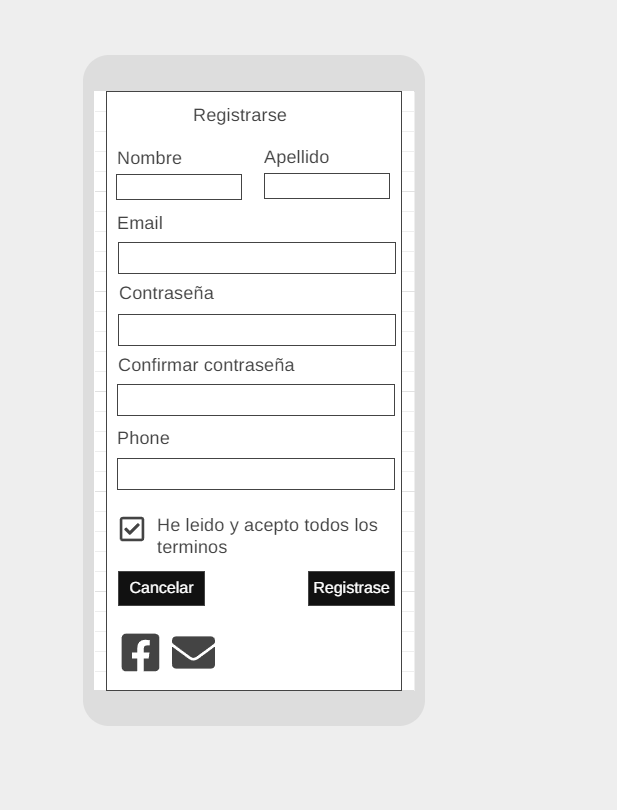 Registrarse
Nombre
Apellido
Email
Contraseña
Confirmar contraseña
Phone
He leido y acepto todos los
terminos
Cancelar
Registrase